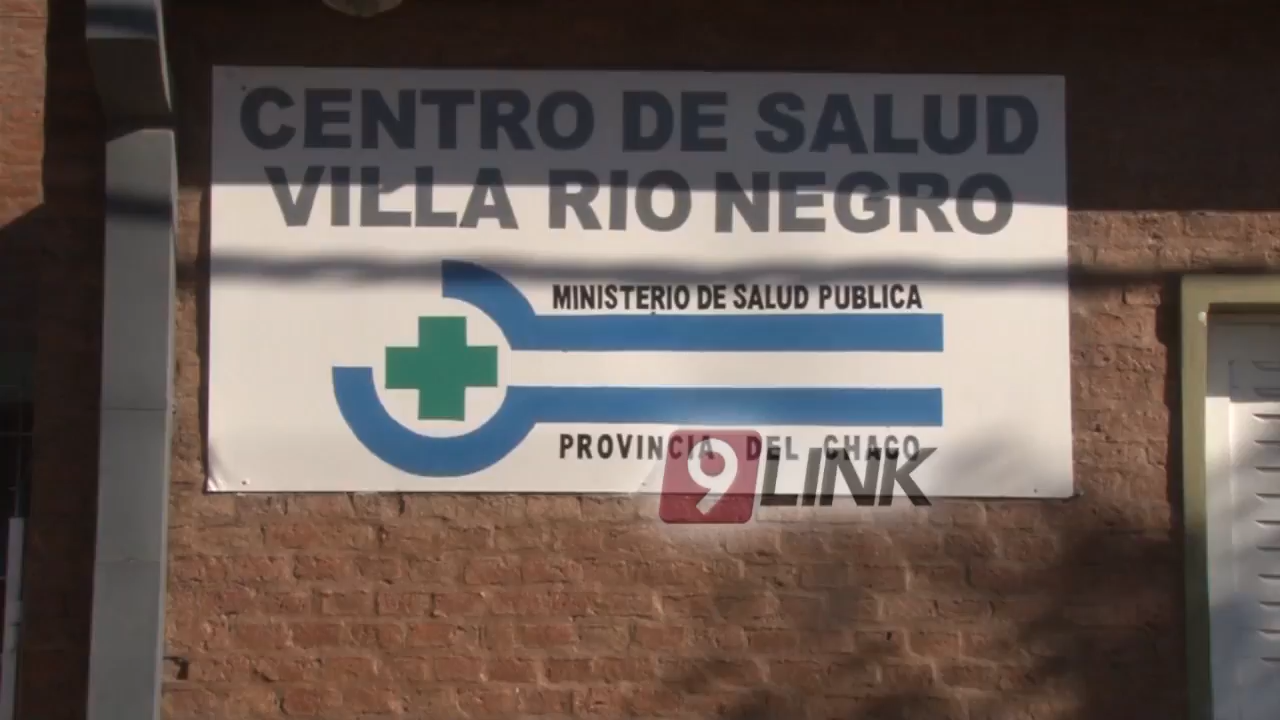 CENTRO DE SALUD
VILLA RIO NEGRO
MINISTERIO DE SALUD PUBLICA
PROVINCIA DEL CHACO
9 LINK